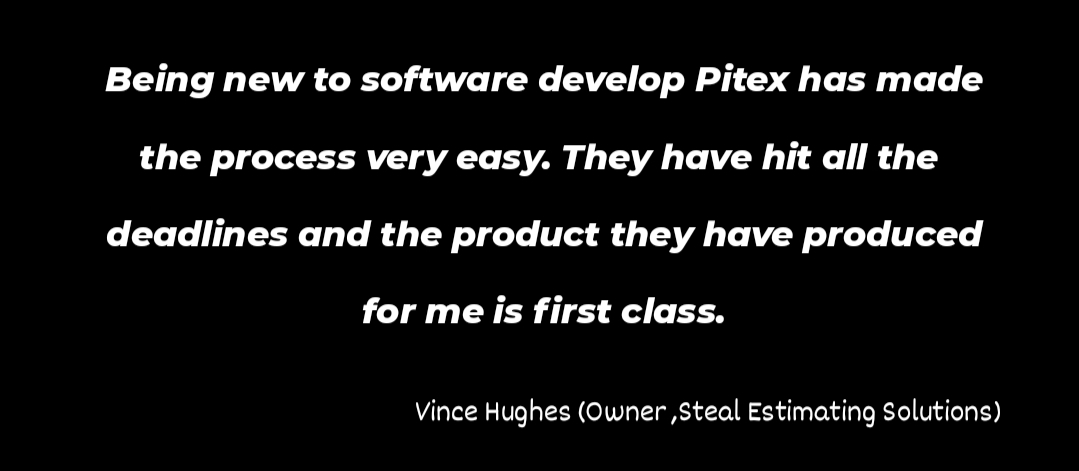 Being new to software develop Pitex has made
the process very easy. They have hit all the
deadlines and the product they have produced
for me is first class.
Vince Hughes (Owner ,Steal Estimating Solutions)